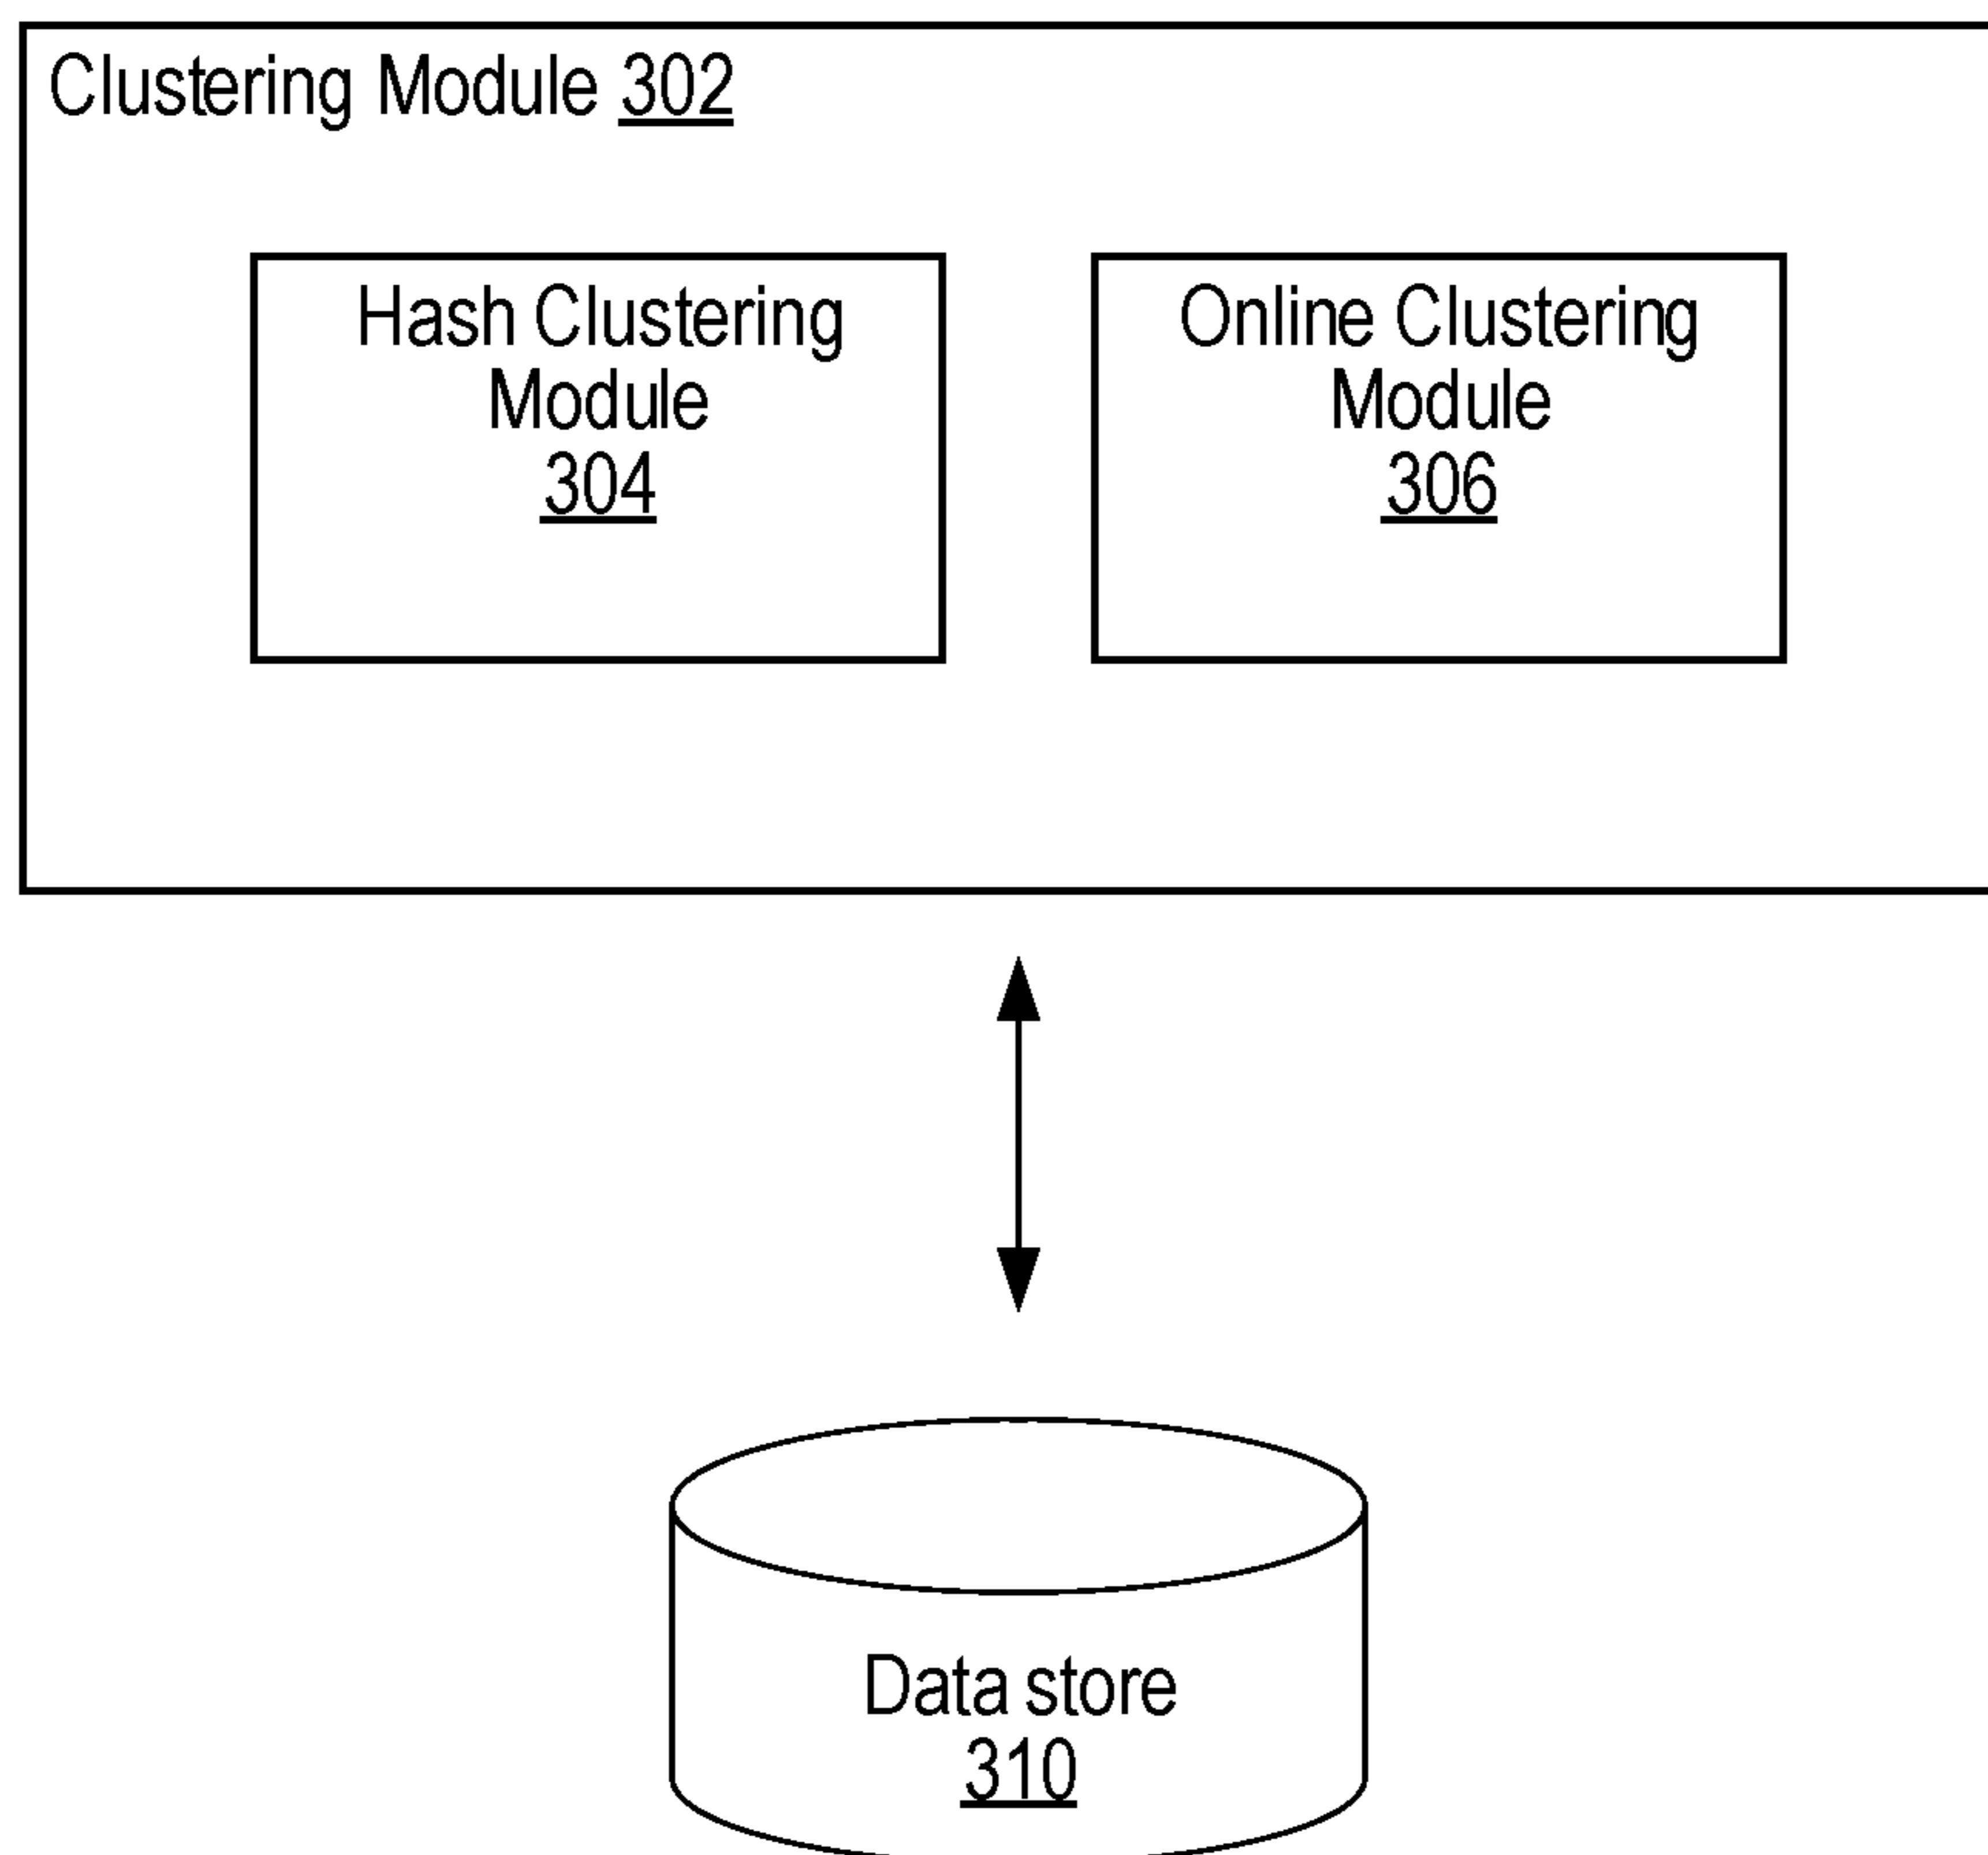 Clustering Module 302
Hash Clustering
Module
304
Online Clustering
Module
306
Data store
310